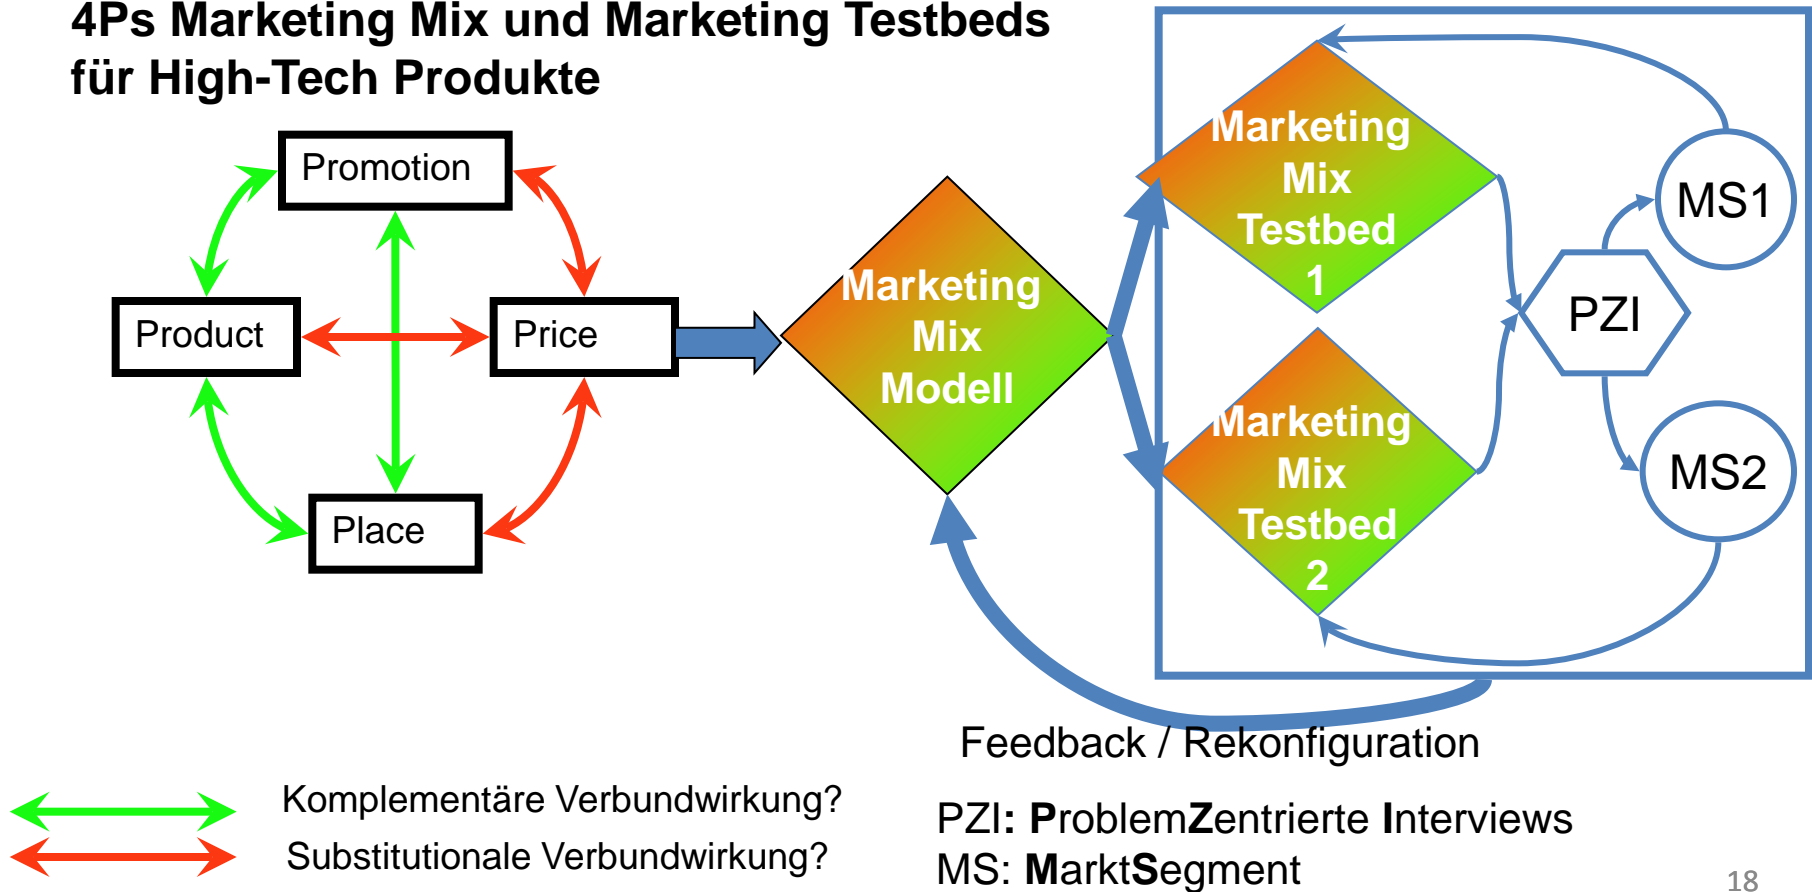 4Ps Marketing Mix und Marketing Testbeds
für High-Tech Produkte
Promotion
Product
Price
Place
Marketing
Mix
Modell
Marketing
Mix
Testbed
1
Marketing
Mix
Testbed
2
PZI
MS1
MS2
Feedback / Rekonfiguration
Komplementäre Verbundwirkung?
Substitutionale Verbundwirkung?
PZI: ProblemZentrierte Interviews
MS: MarktSegment
18